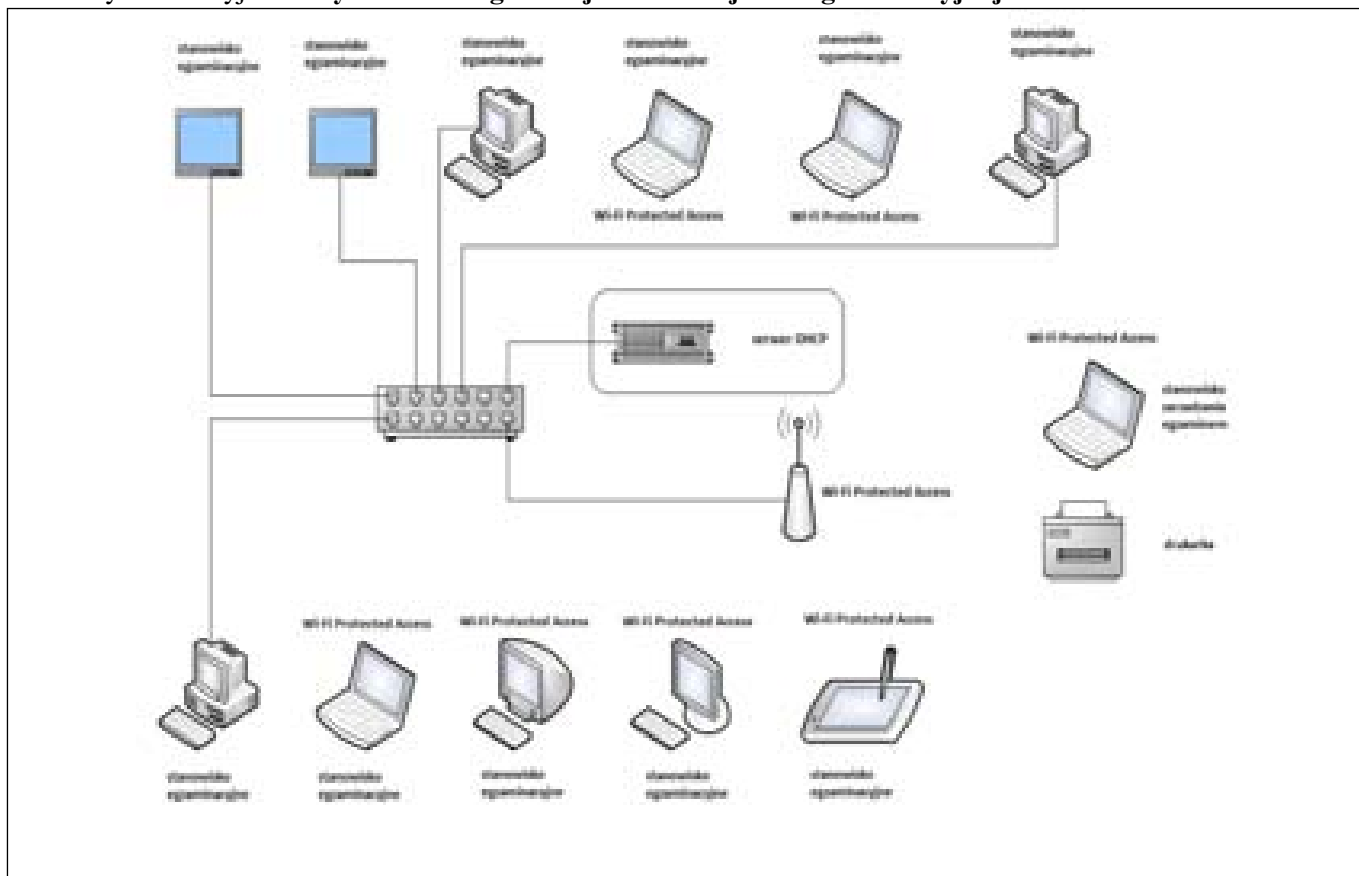 stanowisko
egzaminacyjne
stanowisko
egzaminacyjne
stanowisko
egzaminacyjne
stanowisko
egzaminacyjne
stanowisko
egzaminacyjne
stanowisko
egzaminacyjne
Wi-Fi Protected Access
Wi-Fi Protected Access
serwer DHCP
Wi-Fi Protected Access
stanowisko
zarządzania
egzaminem
Wi-Fi Protected Access
drukarka
Wi-Fi Protected Access
Wi-Fi Protected Access
Wi-Fi Protected Access
Wi-Fi Protected Access
stanowisko
egzaminacyjne
stanowisko
egzaminacyjne
stanowisko
egzaminacyjne
stanowisko
egzaminacyjne
stanowisko
egzaminacyjne